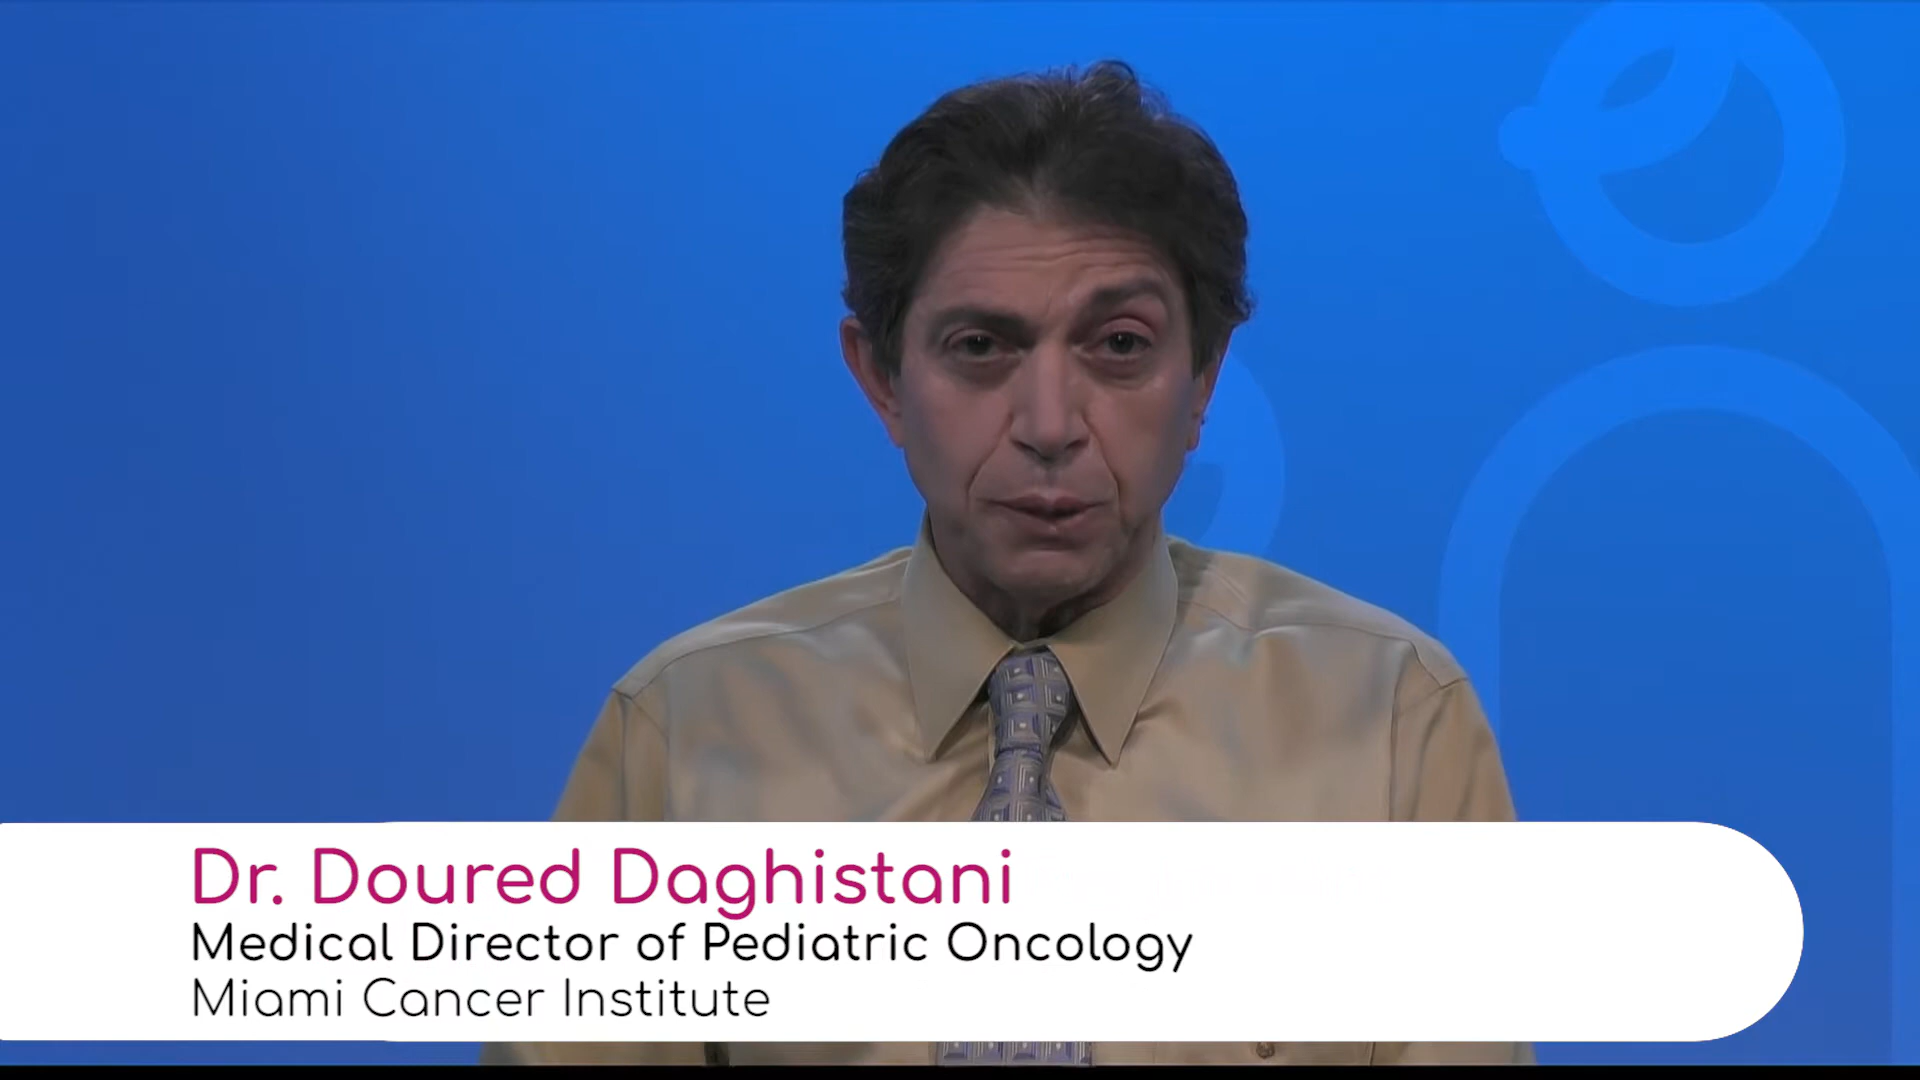 Dr. Doured Daghistani
Medical Director of Pediatric Oncology
Miami Cancer Institute